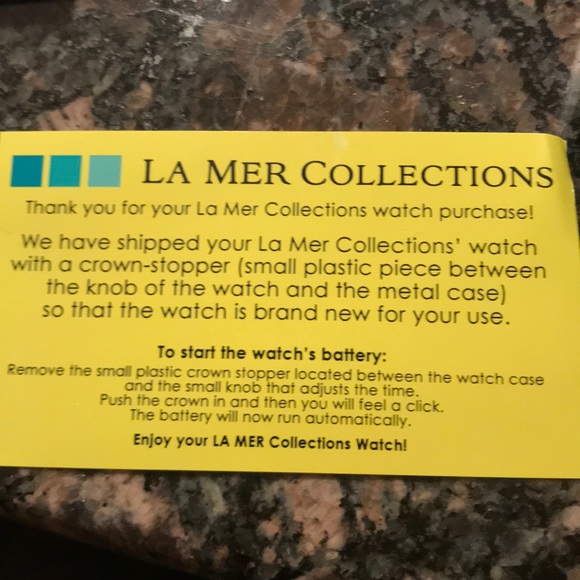 LA MER COLLECTIONS
Thank you for your La Mer Collections watch purchase!
We have shipped your La Mer Collections' watch
with a crown-stopper (small plastic piece between
the knob of the watch and the metal case)
so that the watch is brand new for your use.
To start the watch's battery:
Remove the small plastic crown stopper located between the watch case
and the small knob that adjusts the time.
Push the crown in and then you will feel a click.
The battery will now run automatically.
Enjoy your LA MER Collections Watch!